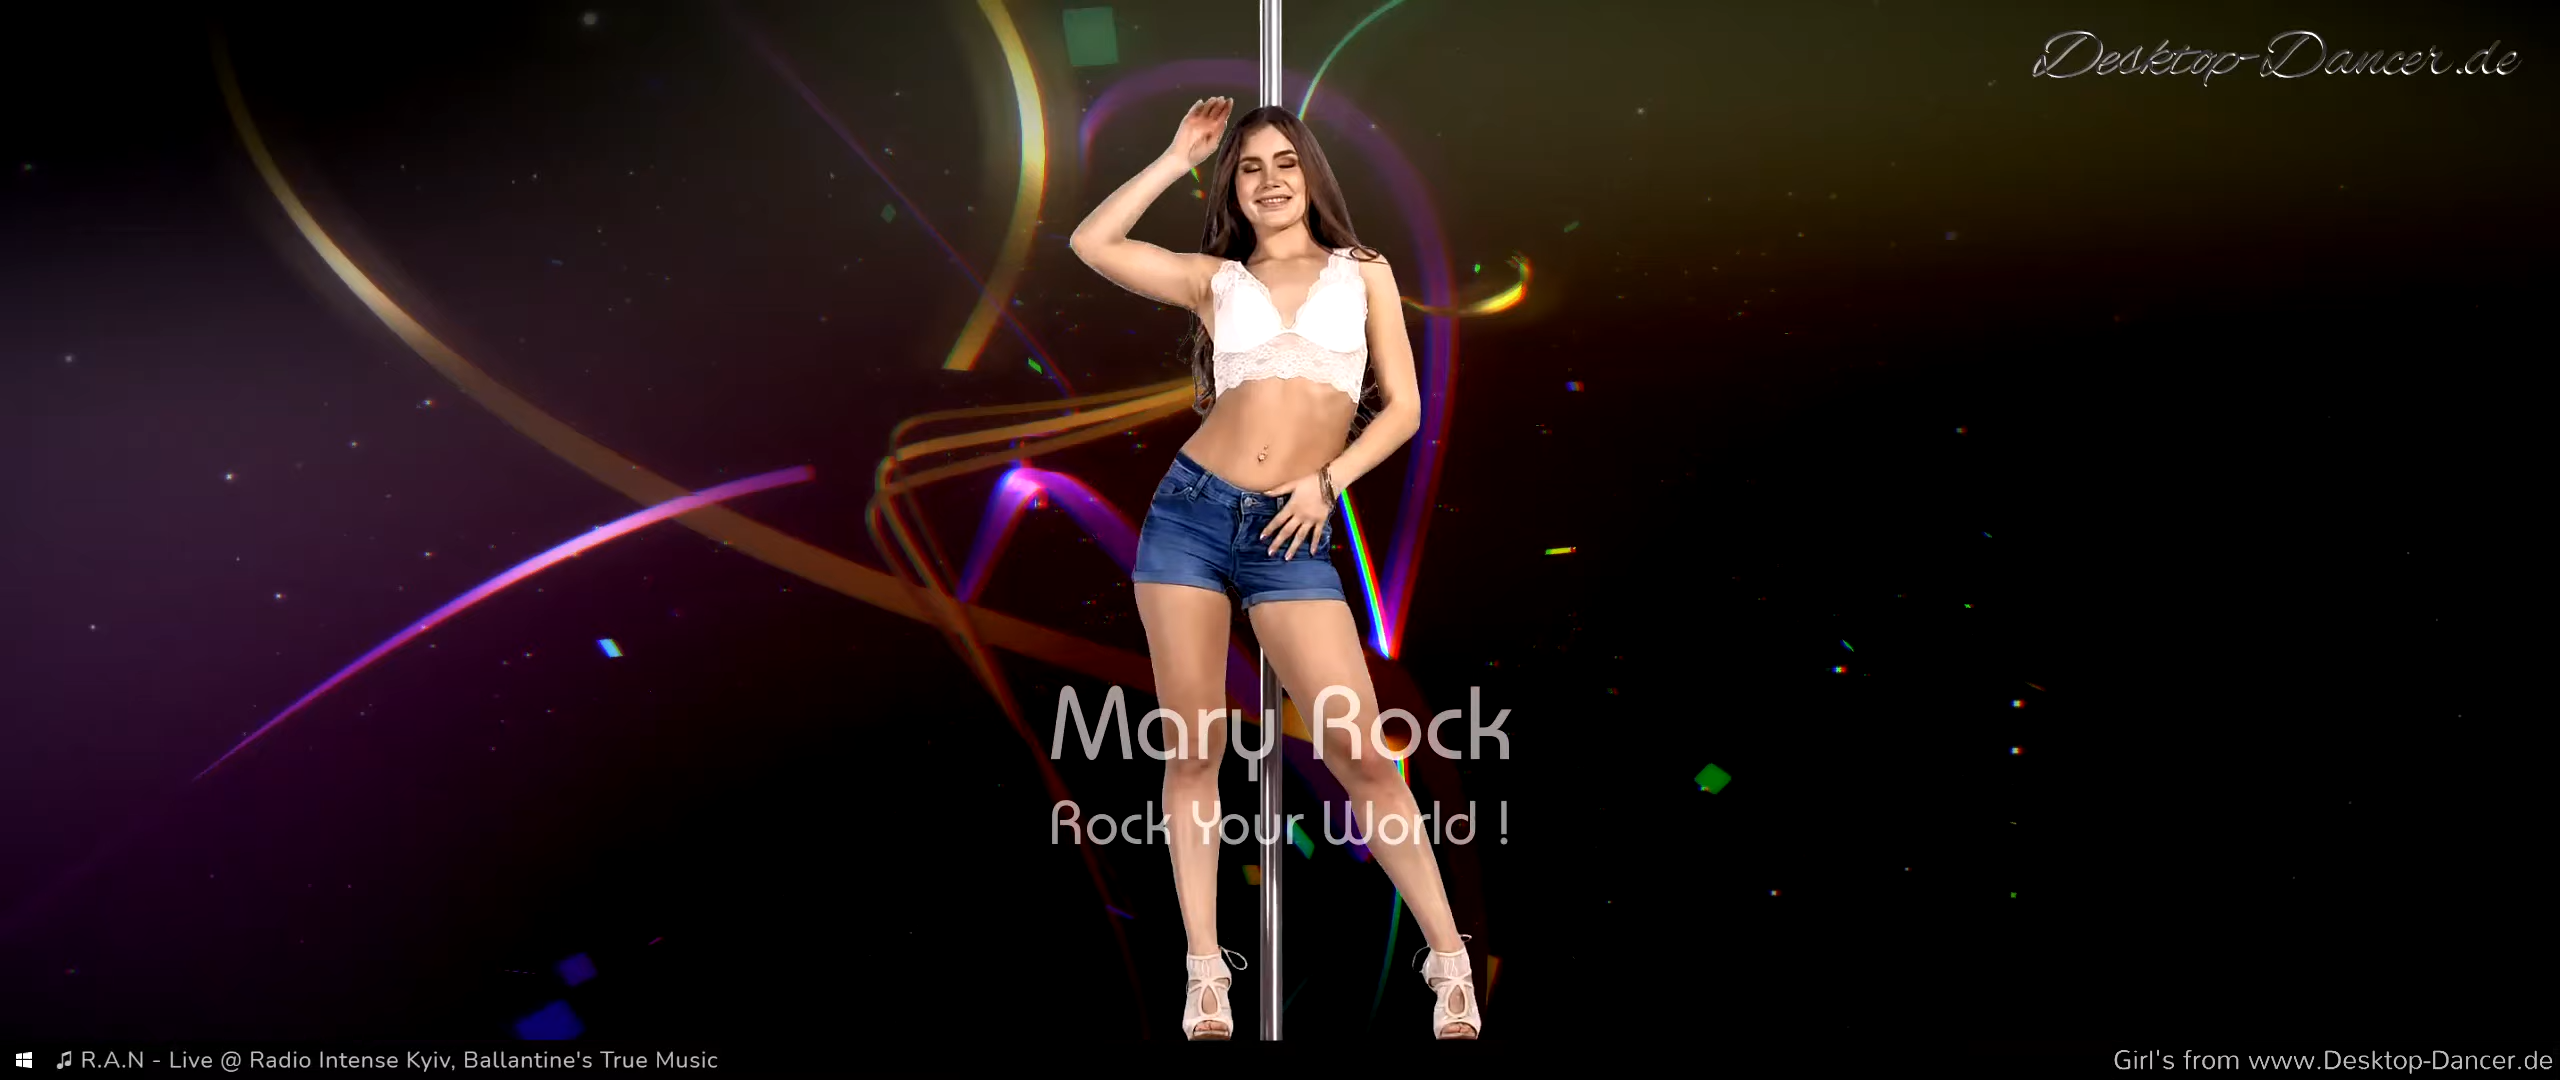 Desktop-Dancer.de
Mary Rock
Rock Your World !
♫ R.A.N - Live @ Radio Intense Kyiv, Ballantine's True Music
Girl's from www.Desktop-Dancer.de